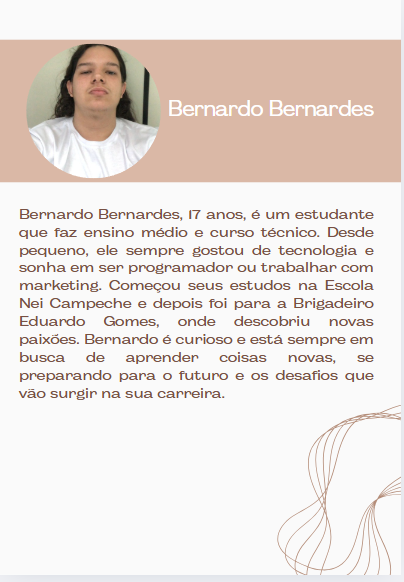 Bernardo Bernardes
Bernardo Bernardes, 17 anos, é um estudante
que faz ensino médio e curso técnico. Desde
pequeno, ele sempre gostou de tecnologia e
sonha em ser programador ou trabalhar com
marketing. Começou seus estudos na Escola
Nei Campeche e depois foi para a Brigadeiro
Eduardo Gomes, onde descobriu novas
paixões. Bernardo é curioso e está sempre em
busca de aprender coisas novas, se
preparando para o futuro e os desafios que
vão surgir na sua carreira.